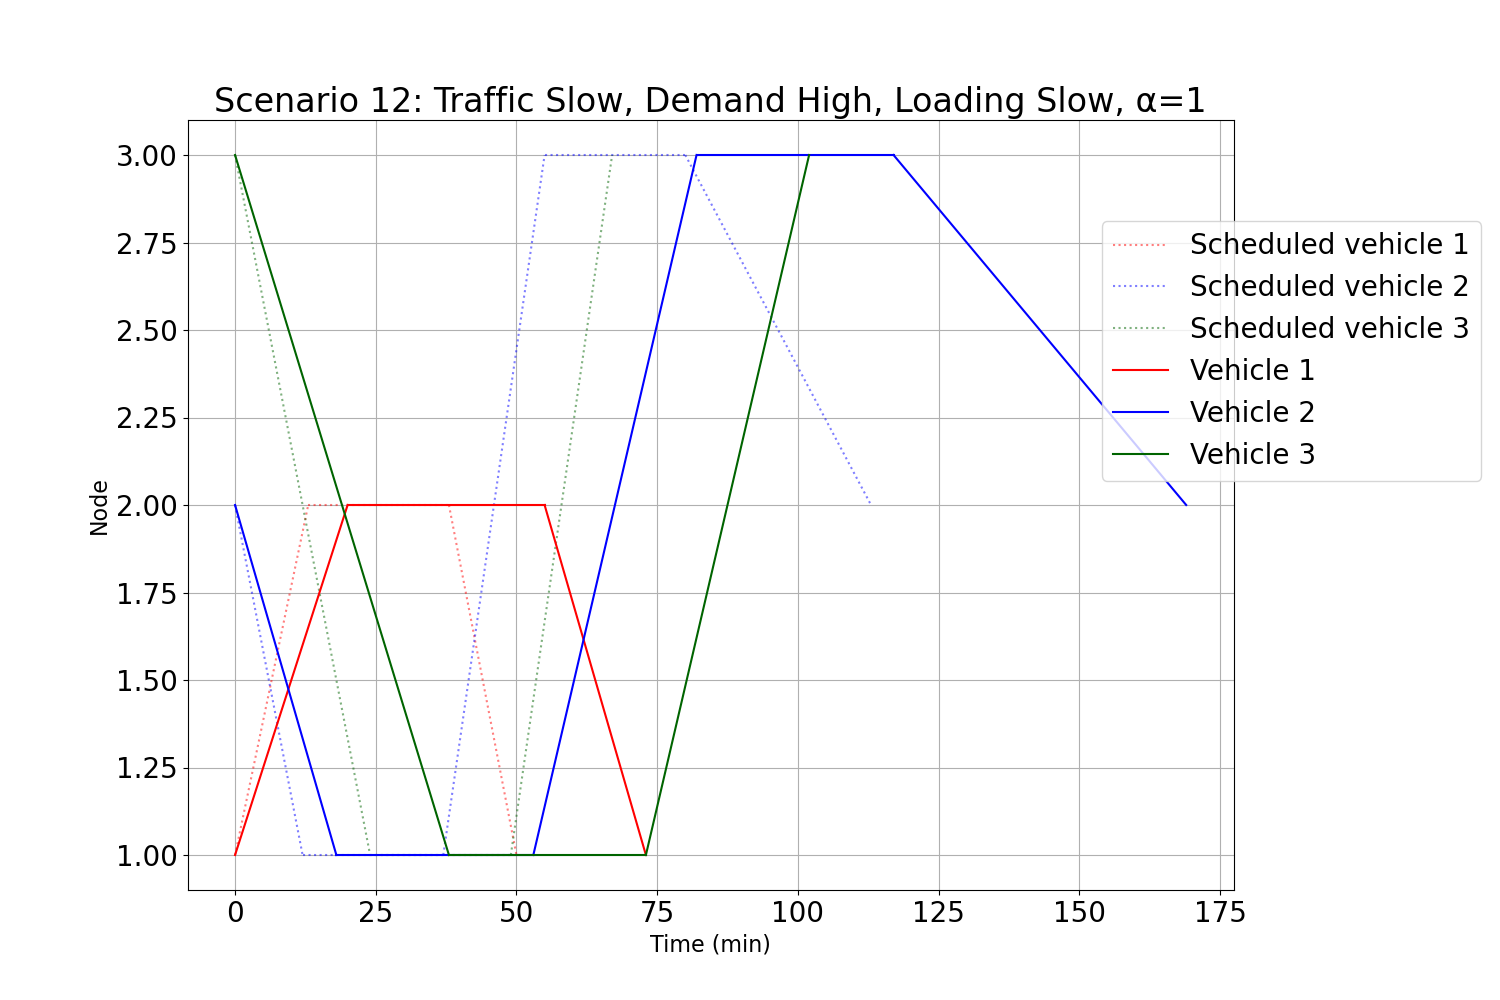 Scenario 12: Traffic Slow, Demand High, Loading Slow, α=1
3.00
2.75
2.50
2.25
2.00
1.75
1.50
1.25
1.00
Node
Scheduled vehicle 1
Scheduled vehicle 2
Scheduled vehicle 3
Vehicle 1
Vehicle 2
Vehicle 3
0 25 50 75 100 125 150 175
Time (min)